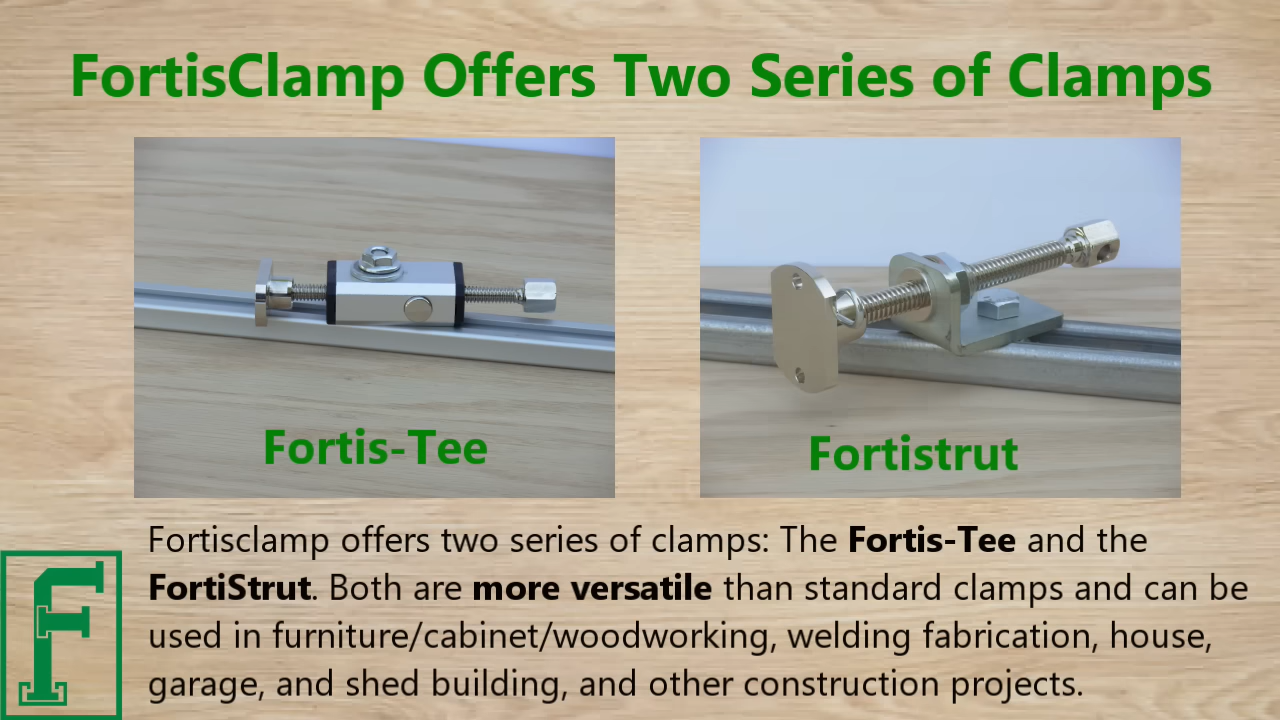 FortisClamp Offers Two Series of Clamps
Fortis-Tee
Fortistrut
Fortisclamp offers two series of clamps: The Fortis-Tee and the
FortiStrut. Both are more versatile than standard clamps and can be
used in furniture/cabinet/woodworking, welding fabrication, house,
garage, and shed building, and other construction projects.
F